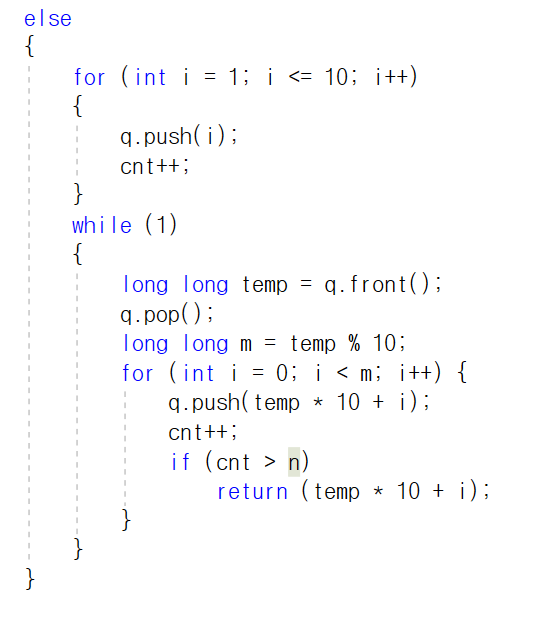 else
{
for (int i = 1; i <= 10; i++)
{
q.push(i);
cnt++;
}
while (1)
{
long long temp = q.front();
q.pop();
long long m = temp % 10;
for (int i = 0; i < m; i++) {
q.push(temp * 10 + i);
cnt++;
if (cnt > n)
return (temp * 10 + i);
}
}
}